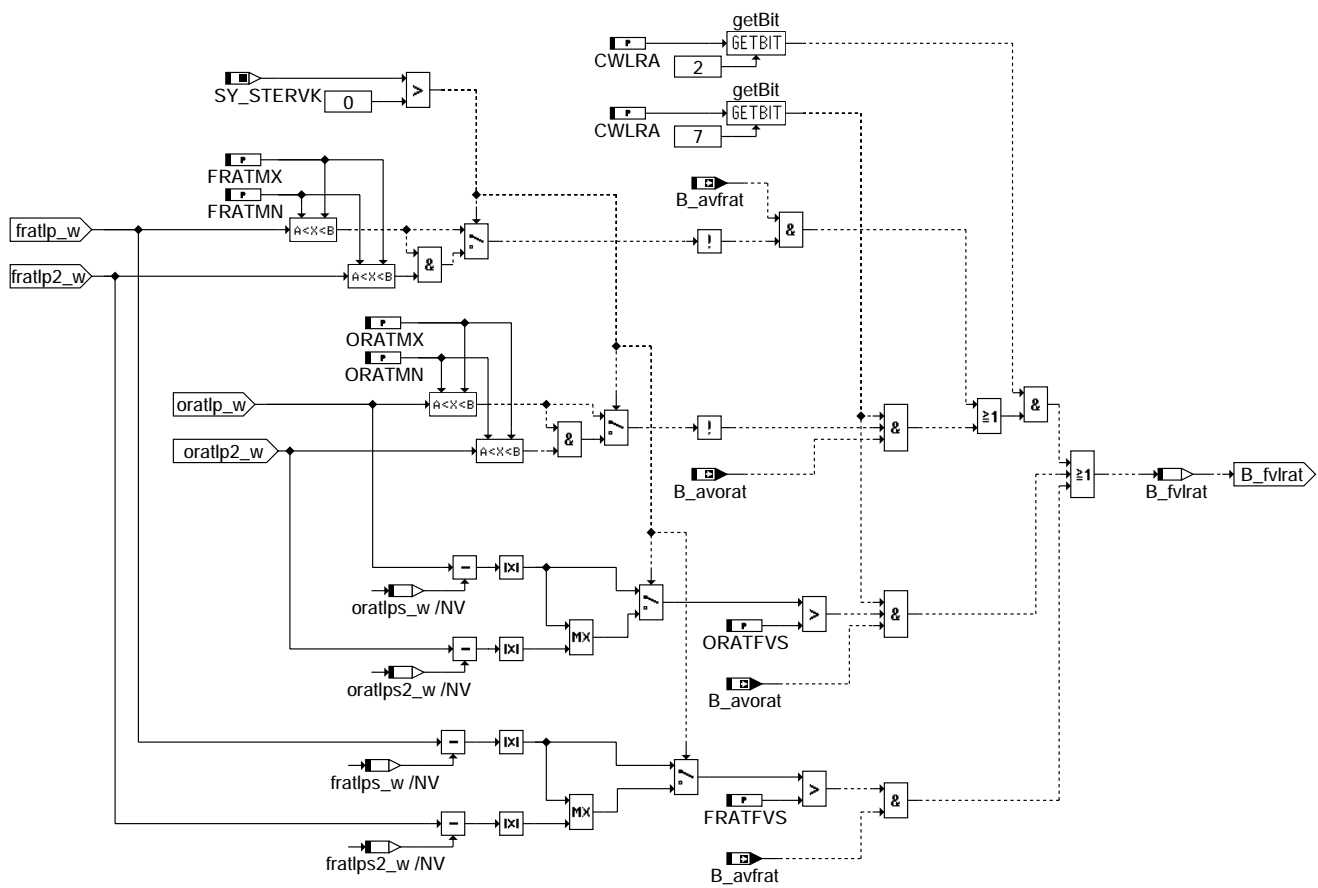 getBit
P
GETBIT
CWLRA
2
SY_STERVK
0
>
getBit
P
GETBIT
CWLRA
7
P
FRATMX
P
FRATMN
B_avfrat
fratlp_w
A<X<B
&
!
&
fratlp2_w
A<X<B
P
ORATMX
P
ORATMN
oratlp_w
A<X<B
&
!
&
≥1
&
oratlp2_w
A<X<B
B_avorat
≥1
B_fvlrat
B_fvlrat
−
|X|
oratlps_w /NV
MX
>
&
P
ORATFVS
−
|X|
oratlps2_w /NV
B_avorat
−
|X|
fratlps_w /NV
MX
>
&
P
FRATFVS
−
|X|
fratlps2_w /NV
B_avfrat